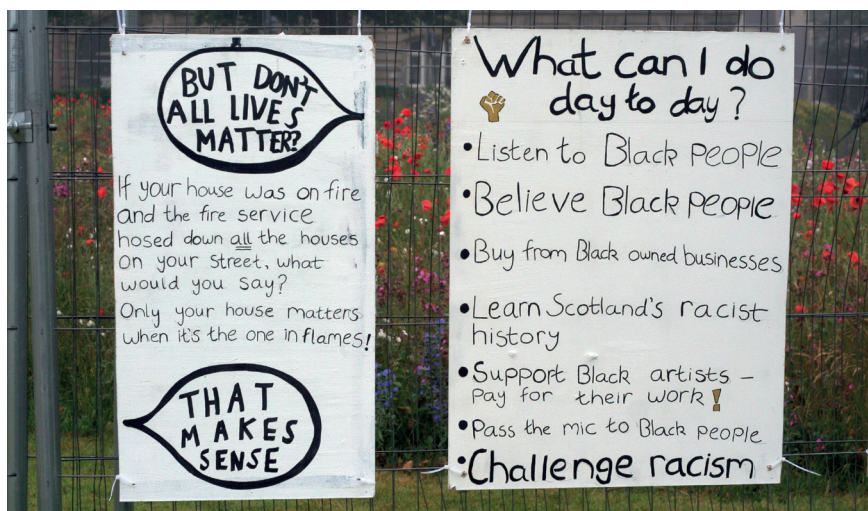 BUT DON'T
ALL LIVES
MATTER?
If your house was on fire
and the fire service
hosed down all the houses
on your street, what
would you say?
Only your house matters
when it's the one in flames!
THAT
MAKES
SENSE
What can I do
day to day?
• Listen to Black people
• Believe Black people
• Buy from Black owned businesses
• Learn Scotland's racist
history
• Support Black artists –
pay for their work!
• Pass the mic to Black people
• Challenge racism